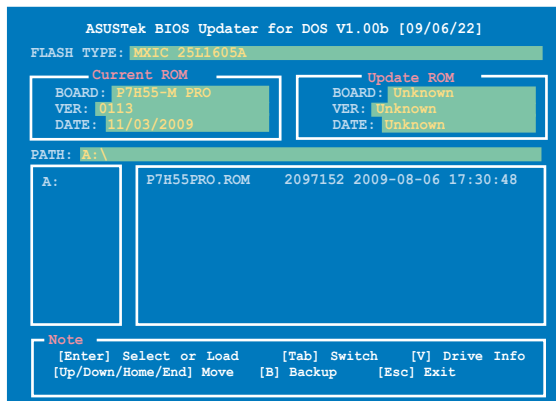 ASUSTek BIOS Updater for DOS V1.00b [09/06/22]
FLASH TYPE: MXIC 25L1605A
Current ROM
BOARD: P7H55-M PRO
VER: 0113
DATE: 11/03/2009
Update ROM
BOARD: Unknown
VER: Unknown
DATE: Unknown
PATH: A:\
A:
P7H55PRO.ROM 2097152 2009-08-06 17:30:48
Note
[Enter] Select or Load [Tab] Switch [V] Drive Info
[Up/Down/Home/End] Move [B] Backup [Esc] Exit